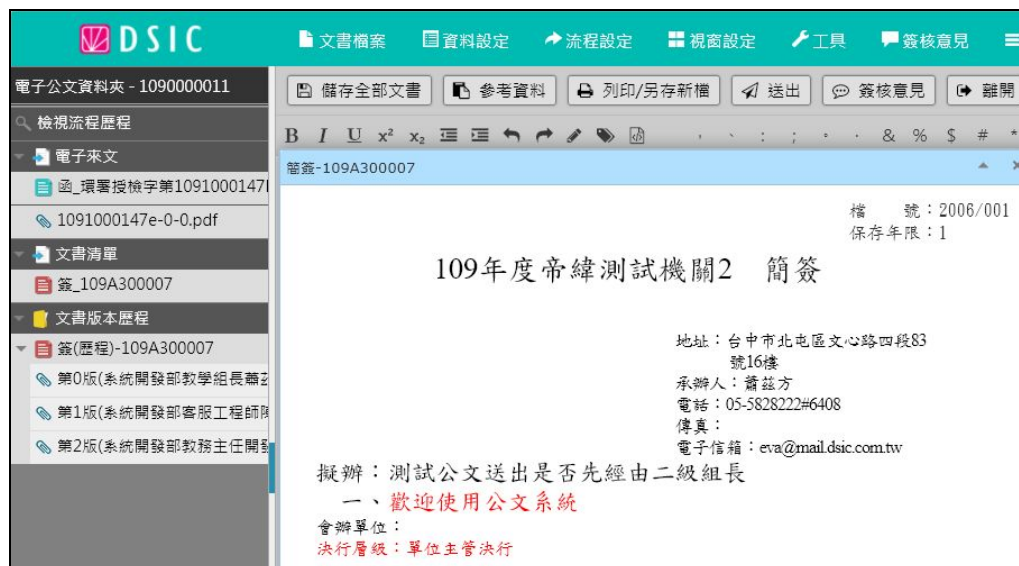 DSIC
文書檔案 資料設定 流程設定 視窗設定 工具 簽核意見
電子公文資料夾 - 1090000011
儲存全部文書 參考資料 列印/另存新檔 送出 簽核意見 離開
檢視流程歷程
B I U x² x₂ , 、 : ; 。 · & % $ # *
電子來文
簡簽-109A300007
函_環署授檢字第1091000147
1091000147e-0-0.pdf
文書清單
簽_109A300007
文書版本歷程
簽(歷程)-109A300007
第0版(系統開發部教學組長蕭茲
第1版(系統開發部客服工程師陳
第2版(系統開發部教務主任開發
檔 號：2006/001
保存年限：1
109年度帝緯測試機關2 簡簽
地址：台中市北屯區文心路四段83
號16樓
承辦人：蕭茲方
電話：05-5828222#6408
傳真：
電子信箱：eva@mail.dsic.com.tw
擬辦：測試公文送出是否先經由二級組長
一、歡迎使用公文系統
會辦單位：
決行層級：單位主管決行